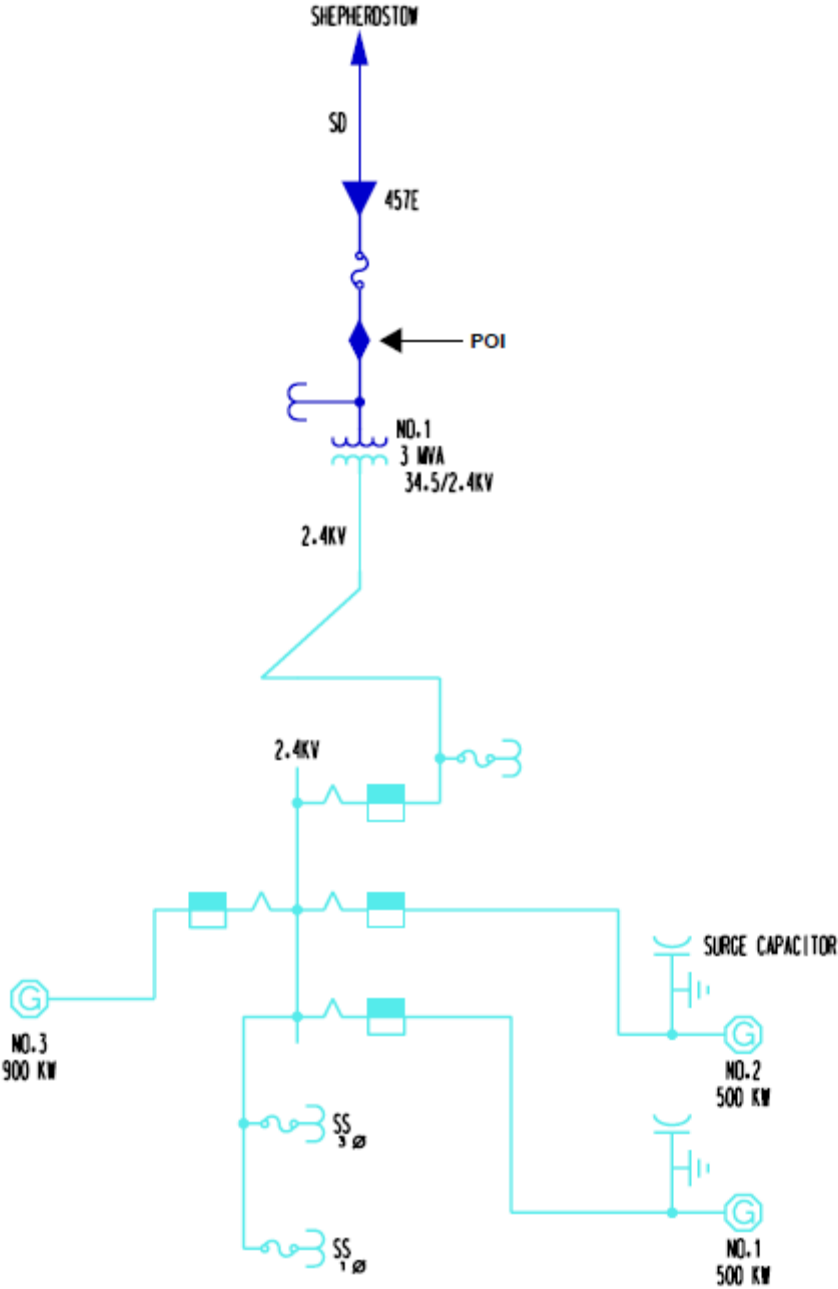 SHEPHERDSTOW
SD
457E
POI
NO.1
3 MVA
34.5/2.4KV
2.4KV
2.4KV
SURGE CAPACITOR
G
NO.3
900 KW
G
NO.2
500 KW
SS
3 Ø
SS
1 Ø
G
NO.1
500 KW